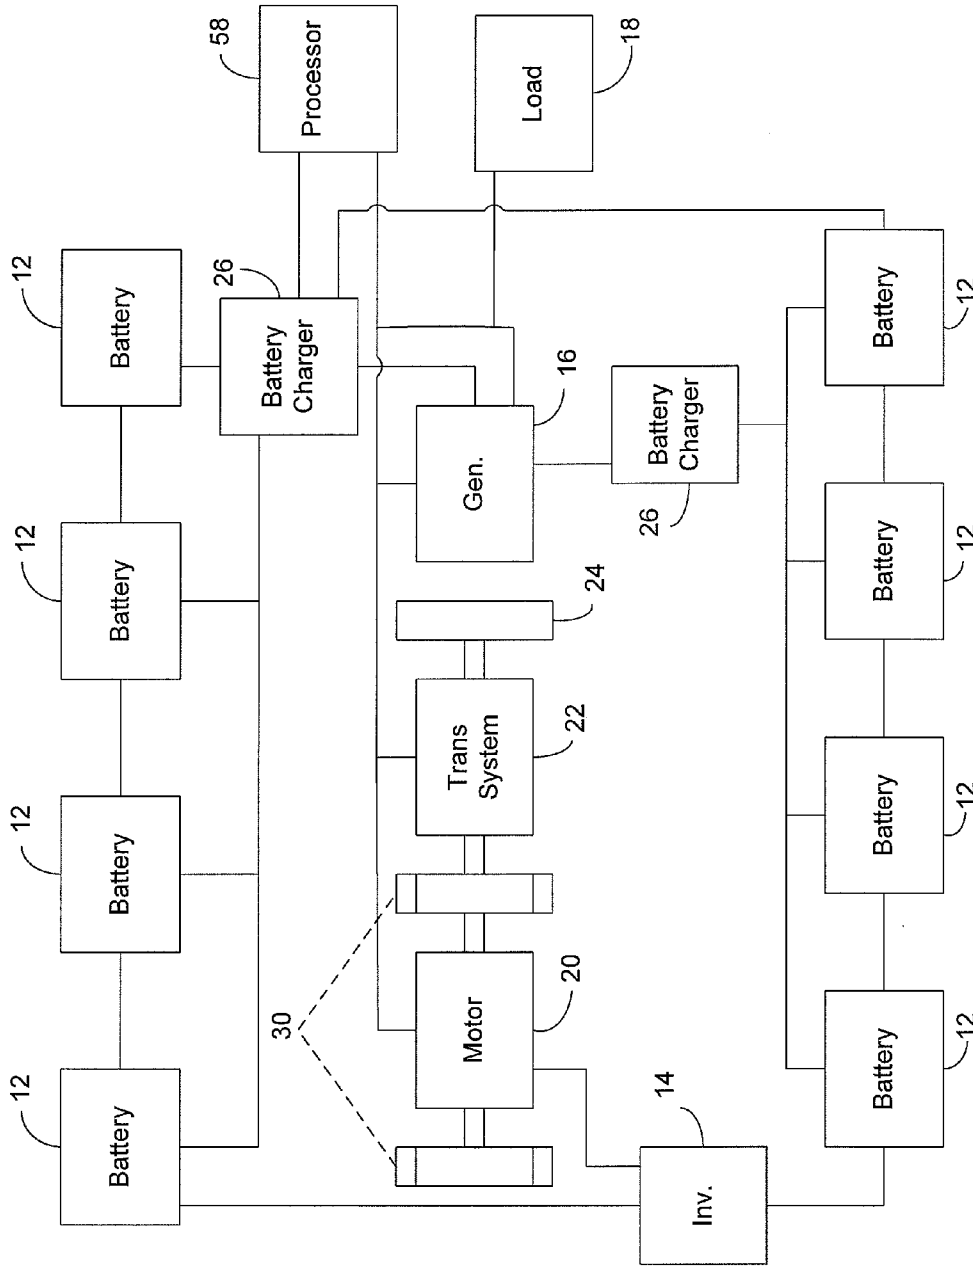 12
12
12
12
Battery
Battery
Battery
Battery
26
58
Battery
Charger
Processor
30
Motor
Trans
System
Gen.
Load
20
22
24
16
18
14
Inv.
26
Battery
Charger
Battery
Battery
Battery
Battery
12
12
12
12